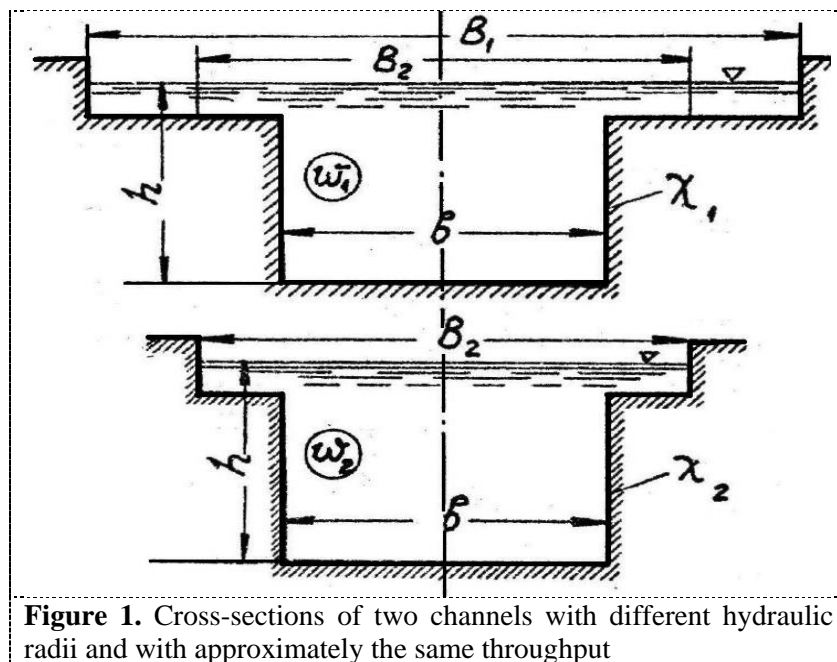 B₁
B₂
h
ω₁
b
χ₁
B₂
h
ω₂
b
χ₂
Figure 1. Cross-sections of two channels with different hydraulic
radii and with approximately the same throughput